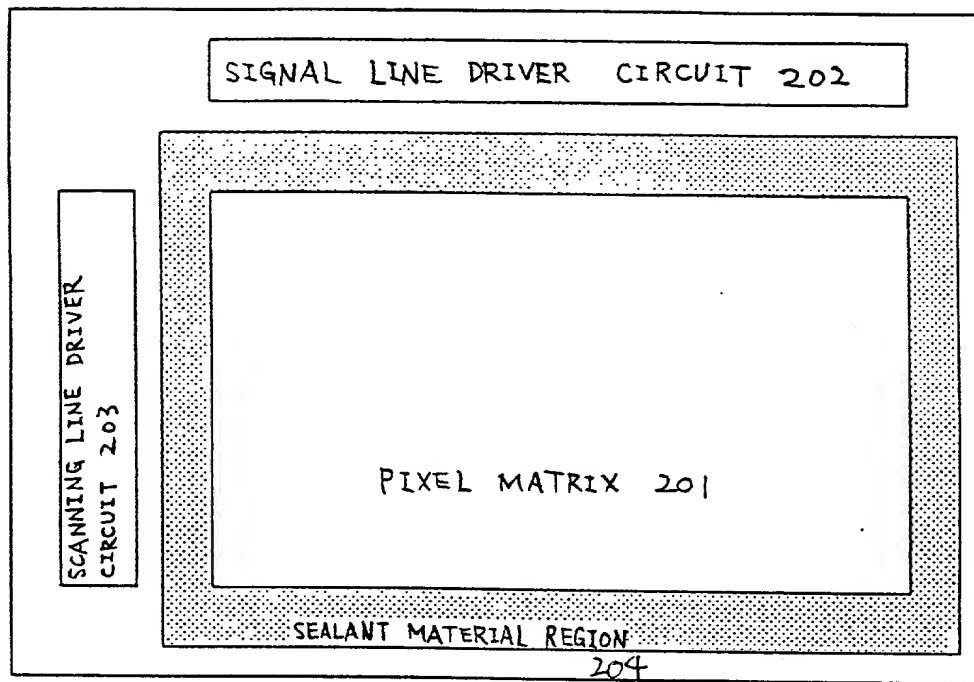 SIGNAL LINE DRIVER CIRCUIT 202
SCANNING LINE DRIVER
CIRCUIT 203
PIXEL MATRIX 201
SEALANT MATERIAL REGION
204